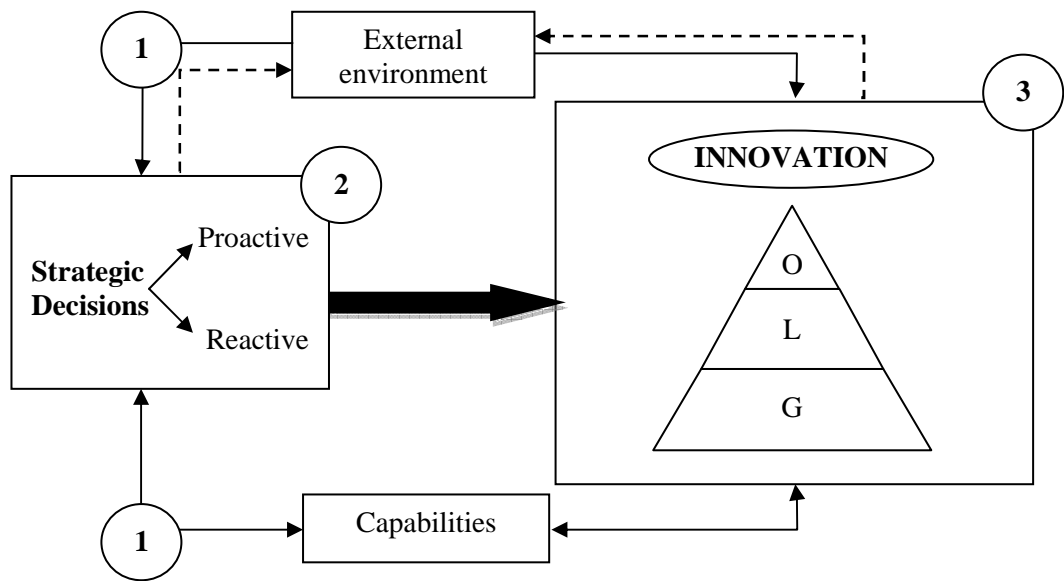 1
External
environment
3
INNOVATION
2
Proactive
Strategic
Decisions
Reactive
O
L
G
1
Capabilities